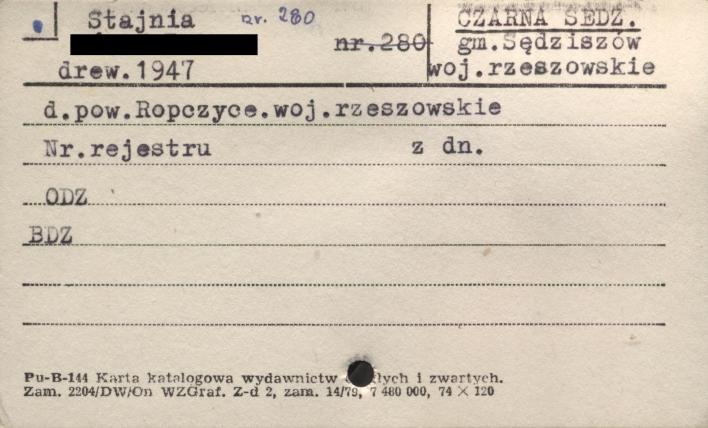 Stajnia nr. 280
nr.280
drew.1947
CZARNA SEDZ.
gm.Sędziszów
woj.rzeszowskie
d.pow.Ropczyce.woj.rzeszowskie
Nr.rejestru z dn.
ODZ
BDZ
Pu-B-144 Karta katalogowa wydawnictw i zwartych.
Zam. 2204/DW/On WZGraf. Z-d 2, zam. 14/79, 7 480 000, 74 × 120